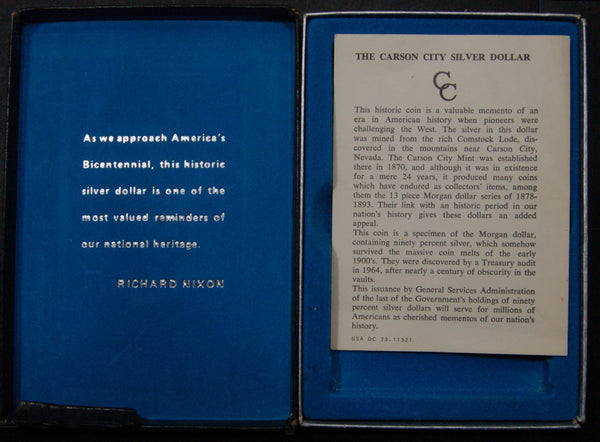 As we approach America's
Bicentennial, this historic
silver dollar is one of the
most valued reminders of
our national heritage.
RICHARD NIXON
THE CARSON CITY SILVER DOLLAR
CC
This historic coin is a valuable memento of an
era in American history when pioneers were
challenging the West. The silver in this dollar
was mined from the rich Comstock Lode, dis-
covered in the mountains near Carson City,
Nevada. The Carson City Mint was established
there in 1870, and although it was in existence
for a mere 24 years, it produced many coins
which have endured as collectors' items, among
them the 13 piece Morgan dollar series of 1878-
1893. Their link with an historic period in our
nation's history gives these dollars an added
appeal.
This coin is a specimen of the Morgan dollar,
containing ninety percent silver, which somehow
survived the massive coin melts of the early
1900's. They were discovered by a Treasury audit
in 1964, after nearly a century of obscurity in the
vaults.
This issuance by General Services Administration
of the last of the Government's holdings of ninety
percent silver dollars will serve for millions of
Americans as cherished mementos of our nation's
history.
GSA DC 73-11321